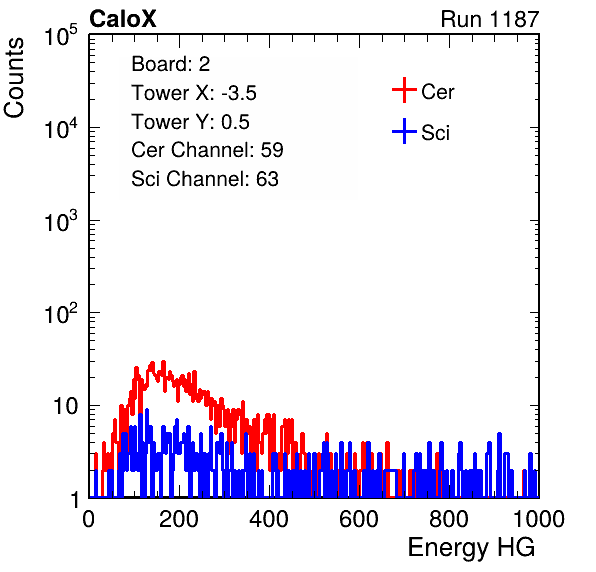 CaloX Run 1187
Counts
10^5
10^4
10^3
10^2
10
1
Board: 2
Tower X: -3.5
Tower Y: 0.5
Cer Channel: 59
Sci Channel: 63
Cer
Sci
0 200 400 600 800 1000
Energy HG